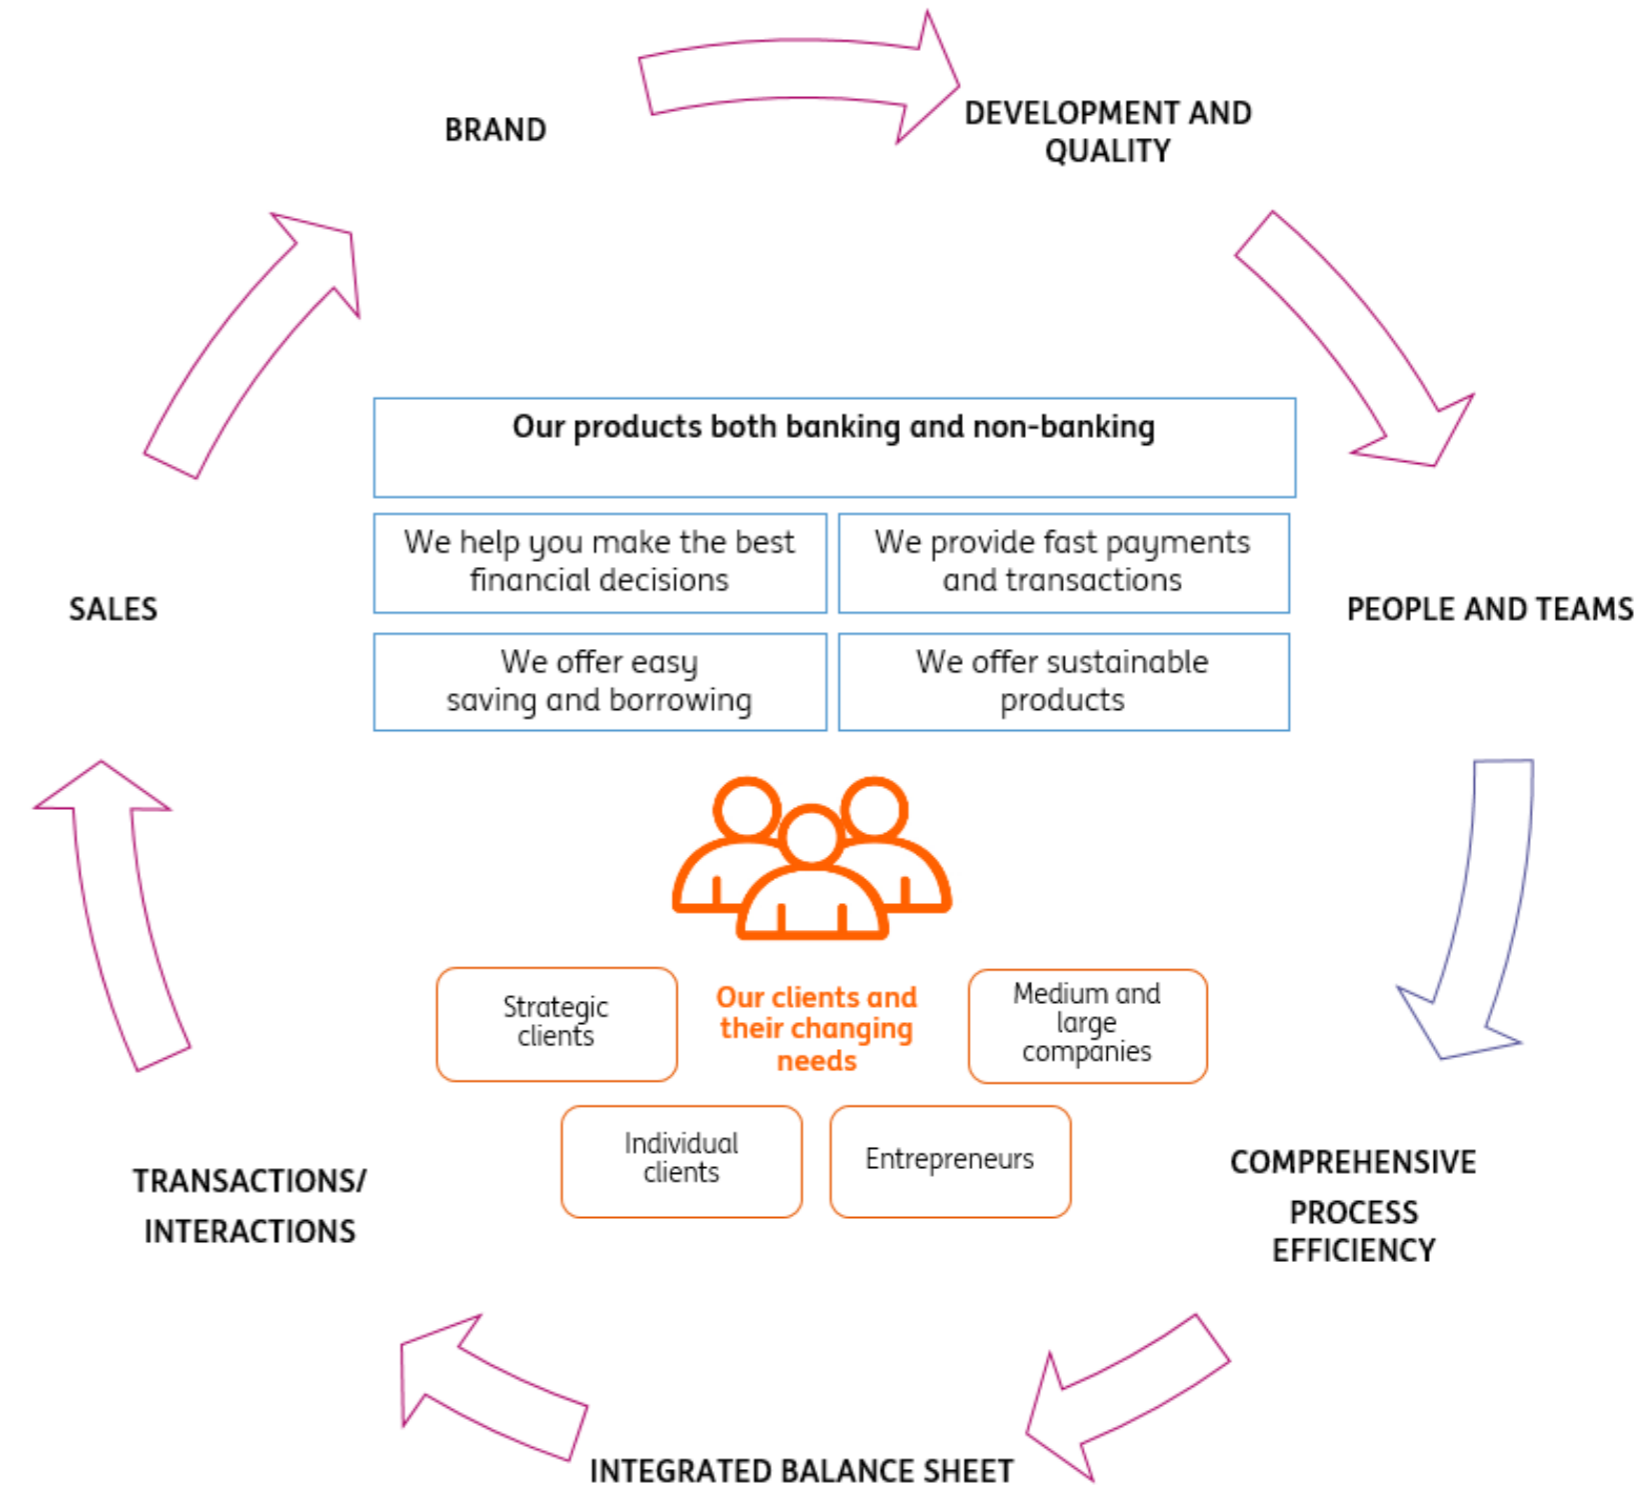 BRAND
DEVELOPMENT AND
QUALITY
Our products both banking and non-banking
We help you make the best
financial decisions
We provide fast payments
and transactions
SALES
PEOPLE AND TEAMS
We offer easy
saving and borrowing
We offer sustainable
products
Strategic
clients
Our clients and
their changing
needs
Medium and
large
companies
Individual
clients
Entrepreneurs
TRANSACTIONS/
INTERACTIONS
COMPREHENSIVE
PROCESS
EFFICIENCY
INTEGRATED BALANCE SHEET